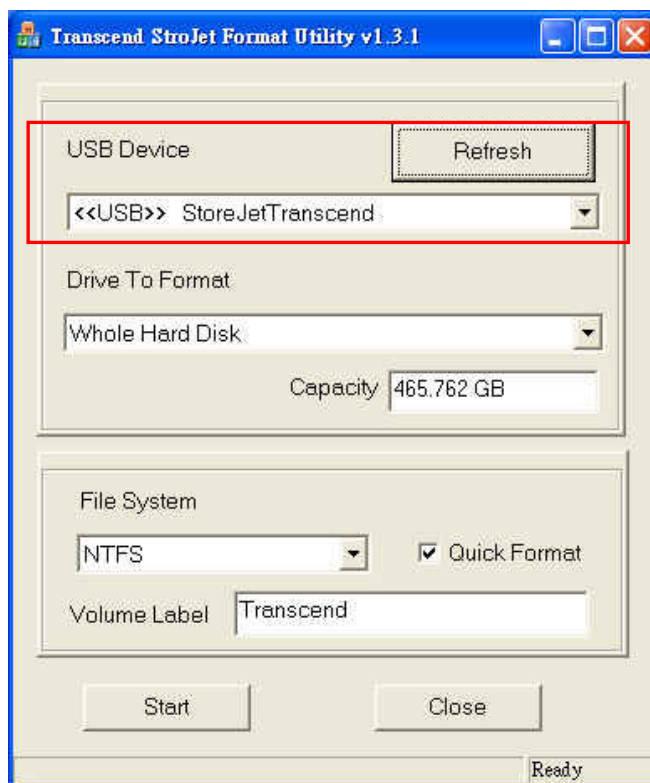 Transcend StroJet Format Utility v1.3.1
USB Device
Refresh
<<USB>> StoreJetTranscend
Drive To Format
Whole Hard Disk
Capacity 465.762 GB
File System
NTFS
Quick Format
Volume Label Transcend
Start Close
Ready